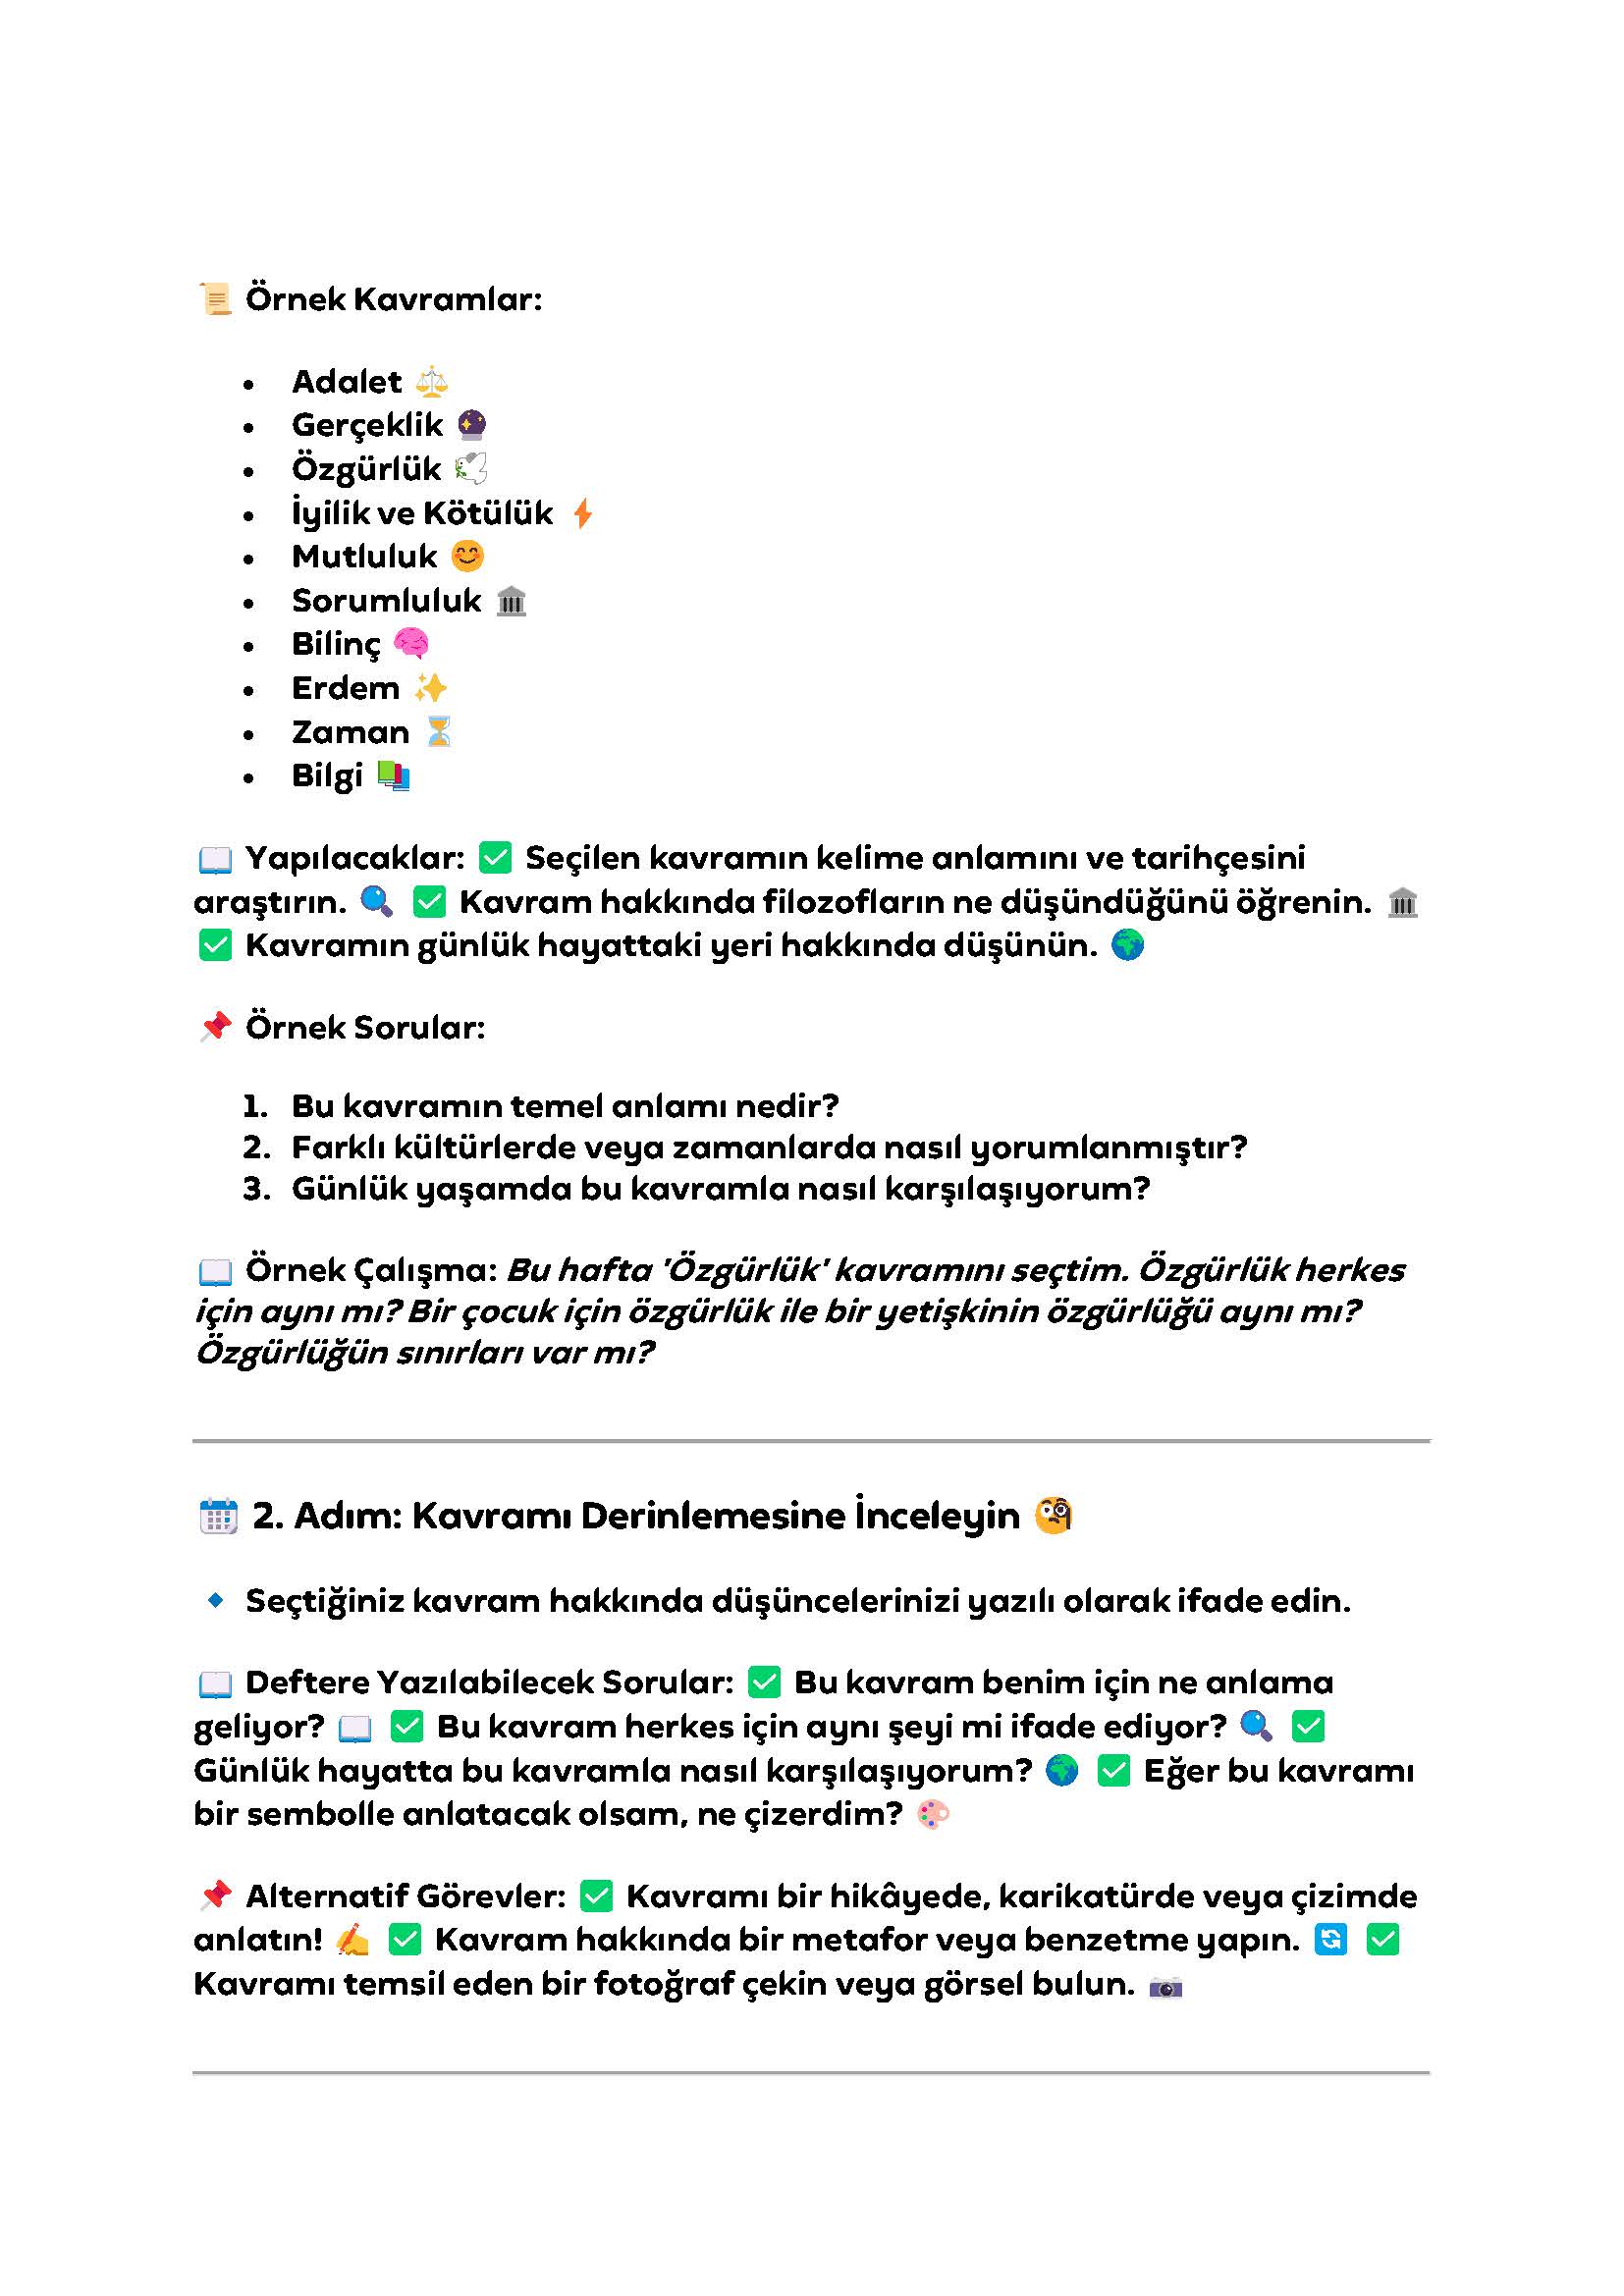 📜 Örnek Kavramlar:
• Adalet ⚖️
• Gerçeklik 🔮
• Özgürlük 🕊️
• İyilik ve Kötülük ⚡
• Mutluluk 😊
• Sorumluluk 🏛️
• Bilinç 🧠
• Erdem ✨
• Zaman ⏳
• Bilgi 📚
📖 Yapılacaklar: ✅ Seçilen kavramın kelime anlamını ve tarihçesini
araştırın. 🔍 ✅ Kavram hakkında filozofların ne düşündüğünü öğrenin. 🏛️
✅ Kavramın günlük hayattaki yeri hakkında düşünün. 🌍
📌 Örnek Sorular:
1. Bu kavramın temel anlamı nedir?
2. Farklı kültürlerde veya zamanlarda nasıl yorumlanmıştır?
3. Günlük yaşamda bu kavramla nasıl karşılaşıyorum?
📖 Örnek Çalışma: Bu hafta 'Özgürlük' kavramını seçtim. Özgürlük herkes
için aynı mı? Bir çocuk için özgürlük ile bir yetişkinin özgürlüğü aynı mı?
Özgürlüğün sınırları var mı?
📅 2. Adım: Kavramı Derinlemesine İnceleyin 🧐
🔹 Seçtiğiniz kavram hakkında düşüncelerinizi yazılı olarak ifade edin.
📖 Deftere Yazılabilecek Sorular: ✅ Bu kavram benim için ne anlama
geliyor? 📖 ✅ Bu kavram herkes için aynı şeyi mi ifade ediyor? 🔍 ✅
Günlük hayatta bu kavramla nasıl karşılaşıyorum? 🌍 ✅ Eğer bu kavramı
bir sembolle anlatacak olsam, ne çizerdim? 🎨
📌 Alternatif Görevler: ✅ Kavramı bir hikâyede, karikatürde veya çizimde
anlatın! ✍️ ✅ Kavram hakkında bir metafor veya benzetme yapın. 🔄 ✅
Kavramı temsil eden bir fotoğraf çekin veya görsel bulun. 📷